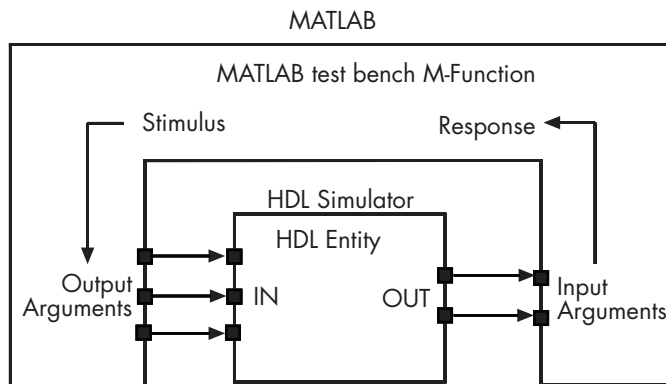 MATLAB
MATLAB test bench M-Function
Stimulus
Response
HDL Simulator
HDL Entity
Output
Arguments
IN
OUT
Input
Arguments